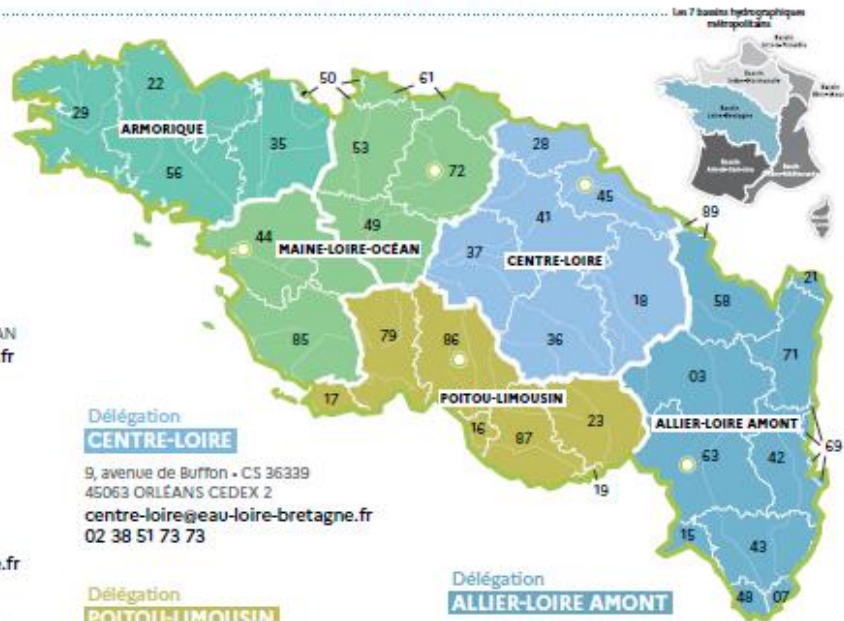 Les 7 bassins hydrographiques
métropolitains
50
61
22
29
ARMORIQUE
35
53
28
56
72
45
41
89
44
49
MAINE-LOIRE-OCÉAN
37
CENTRE-LOIRE
21
18
58
85
79
86
36
71
03
17
POITOU-LIMOUSIN
16
87
23
ALLIER-LOIRE AMONT
63
42
69
19
15
43
48
07
AN
.fr
Délégation
CENTRE-LOIRE
9, avenue de Buffon • CS 36339
45063 ORLÉANS CEDEX 2
centre-loire@eau-loire-bretagne.fr
02 38 51 73 73
e.fr
Délégation
POITOU-LIMOUSIN
Délégation
ALLIER-LOIRE AMONT